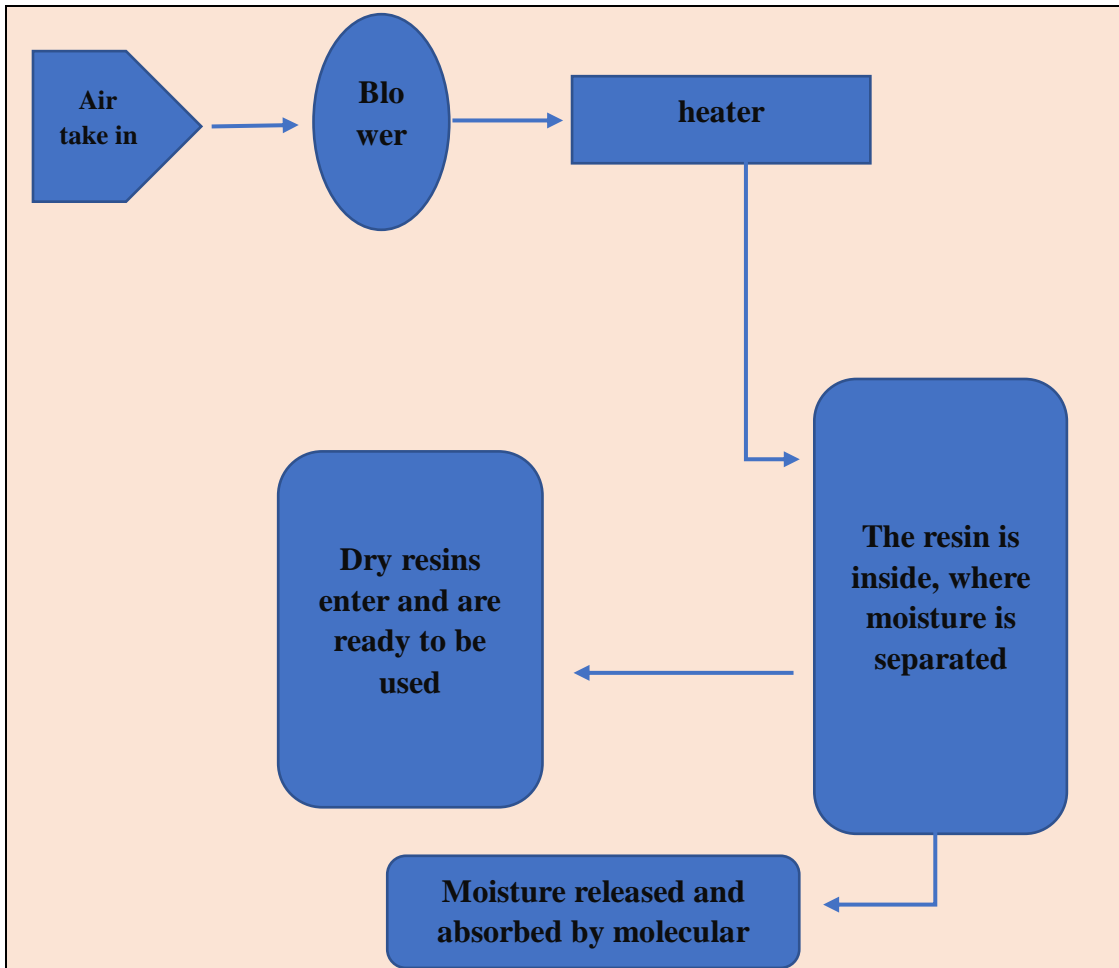 Air
take in
Blo
wer
heater
The resin is
inside, where
moisture is
separated
Dry resins
enter and are
ready to be
used
Moisture released and
absorbed by molecular